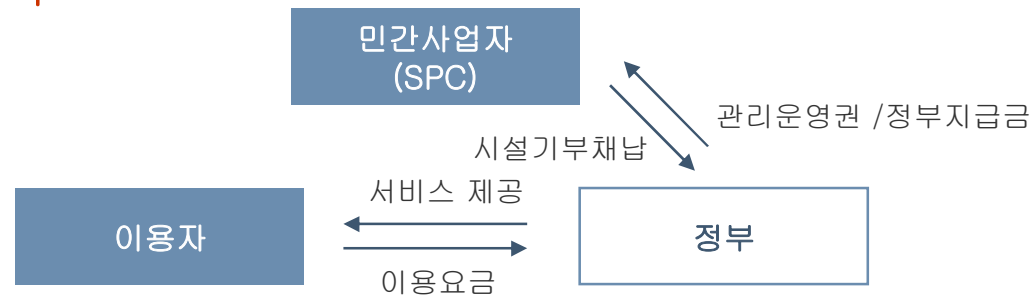 민간사업자
(SPC)
관리운영권 /정부지급금
시설기부채납
서비스 제공
이용자
정부
이용요금